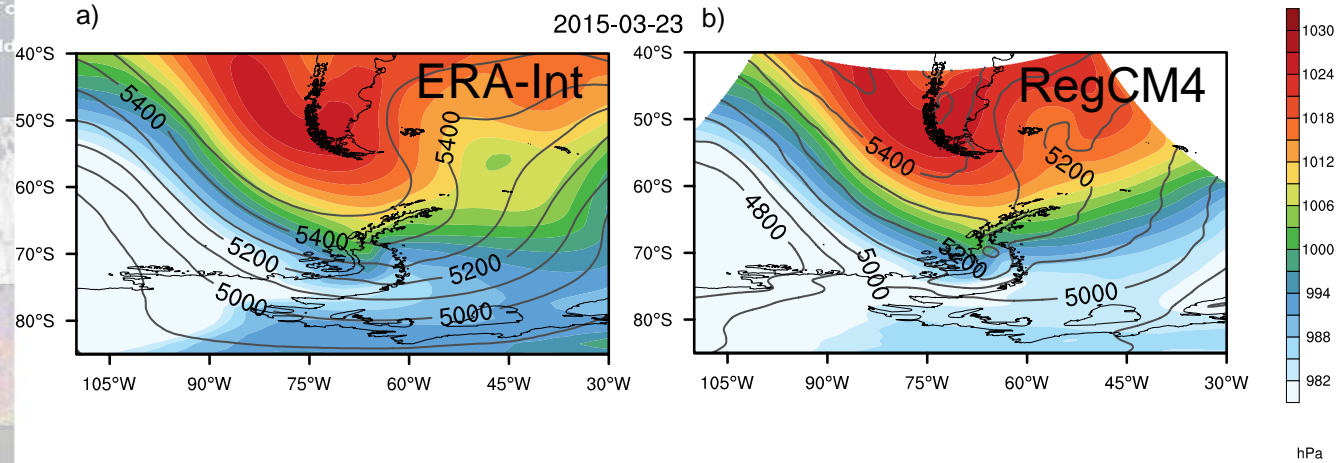 a)
2015-03-23
b)
ERA-Int
RegCM4
40°S
50°S
60°S
70°S
80°S
105°W
90°W
75°W
60°W
45°W
30°W
5400
5400
5400
5200
5200
5000
5000
40°S
50°S
60°S
70°S
80°S
105°W
90°W
75°W
60°W
45°W
30°W
5400
5200
4800
5200
5000
5000
1030
1024
1018
1012
1006
1000
994
988
982
hPa